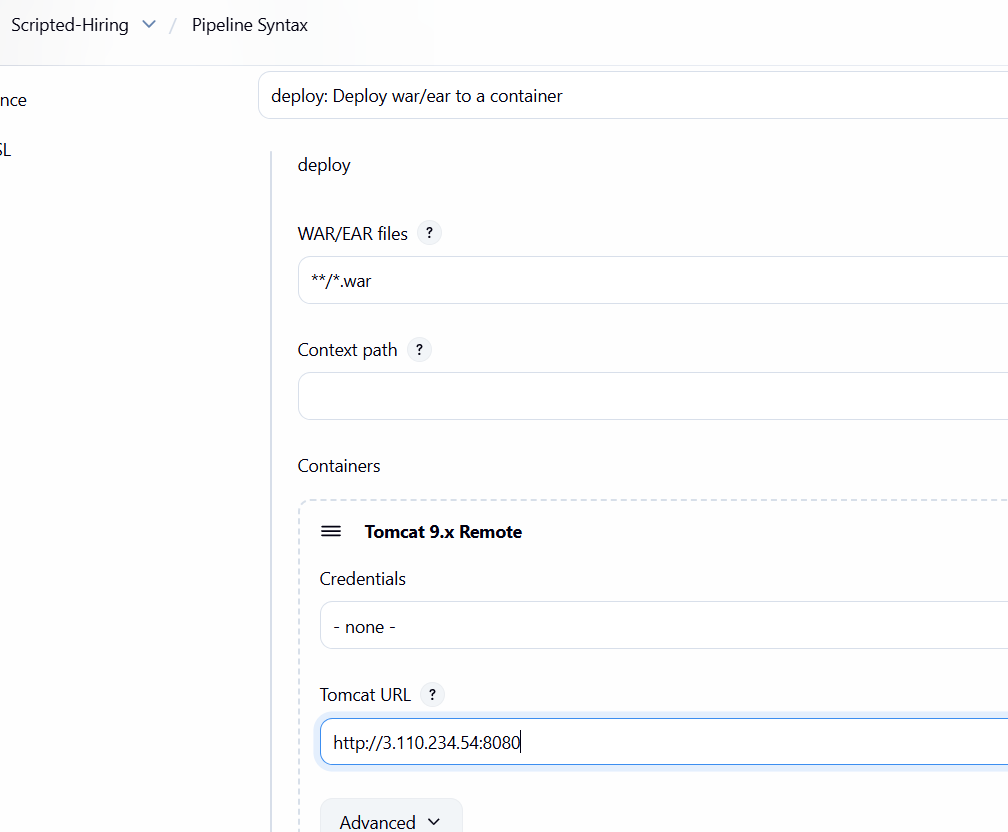 Scripted-Hiring / Pipeline Syntax
nce
deploy: Deploy war/ear to a container
SL
deploy
WAR/EAR files ?
**/*.war
Context path ?
Containers
Tomcat 9.x Remote
Credentials
- none -
Tomcat URL ?
http://3.110.234.54:8080
Advanced